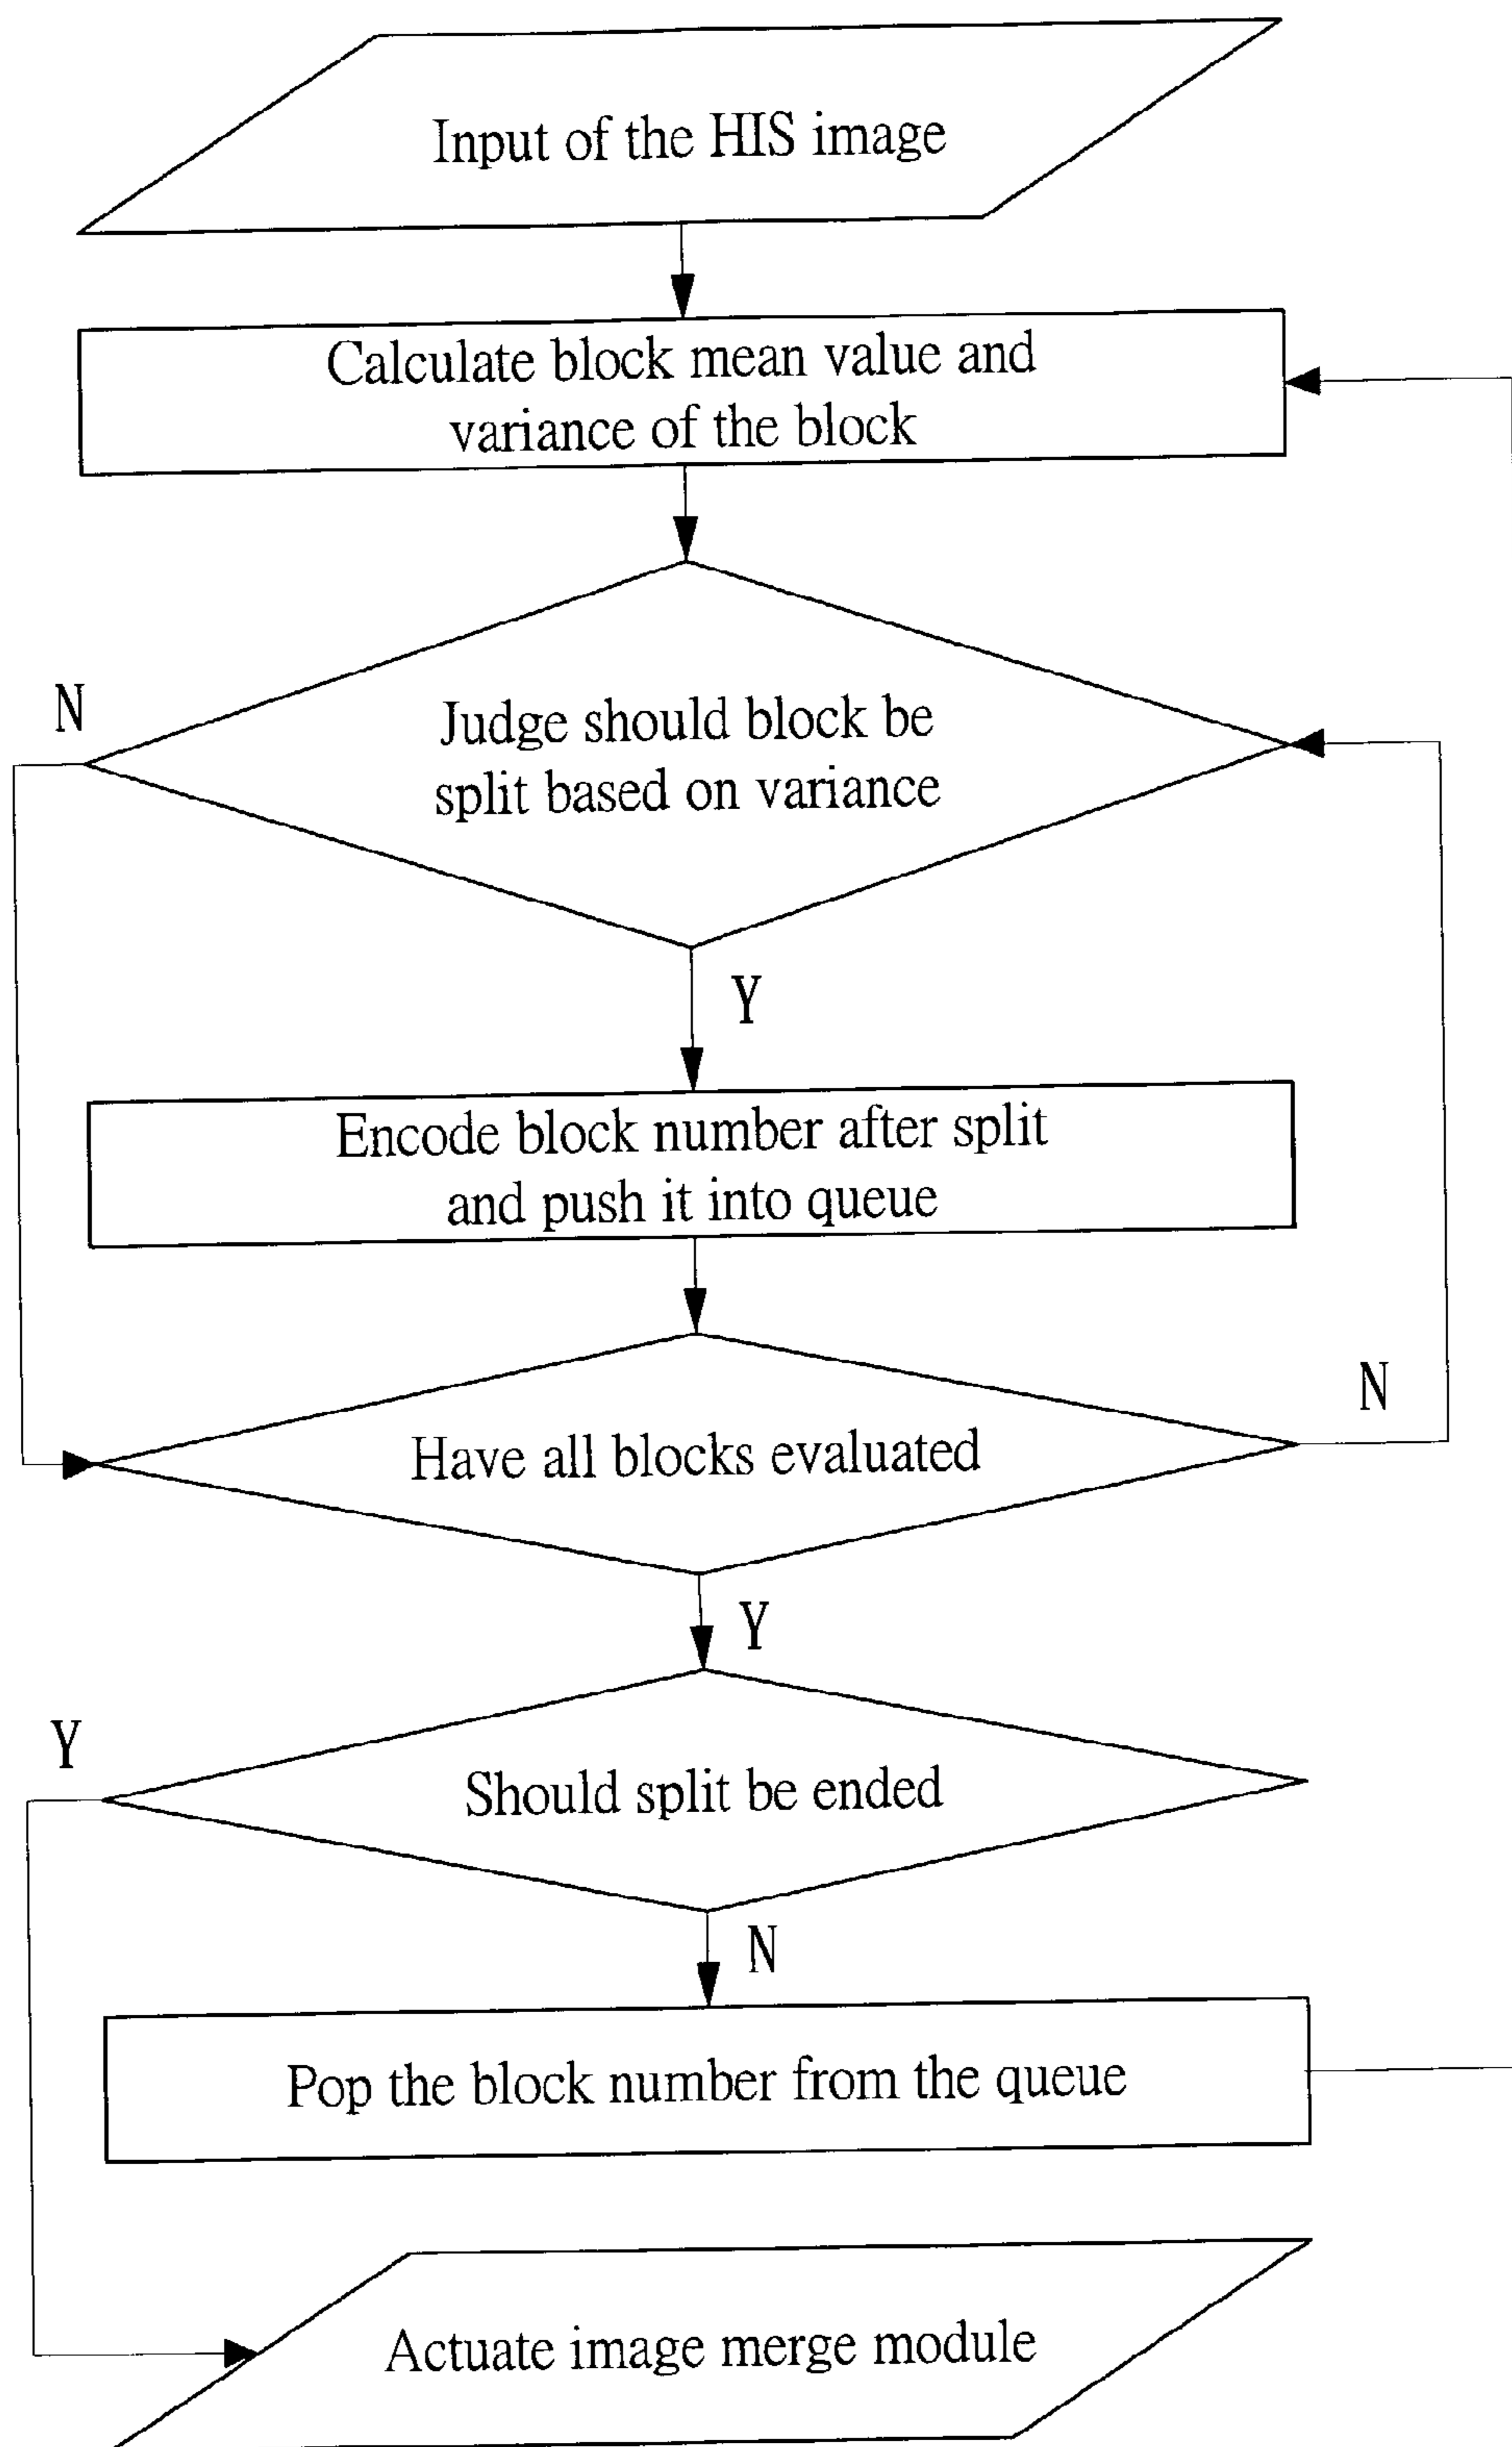 Input of the HIS image
Calculate block mean value and
variance of the block
N
Judge should block be
split based on variance
Y
Encode block number after split
and push it into queue
N
Have all blocks evaluated
Y
Y
Should split be ended
N
Pop the block number from the queue
Actuate image merge module